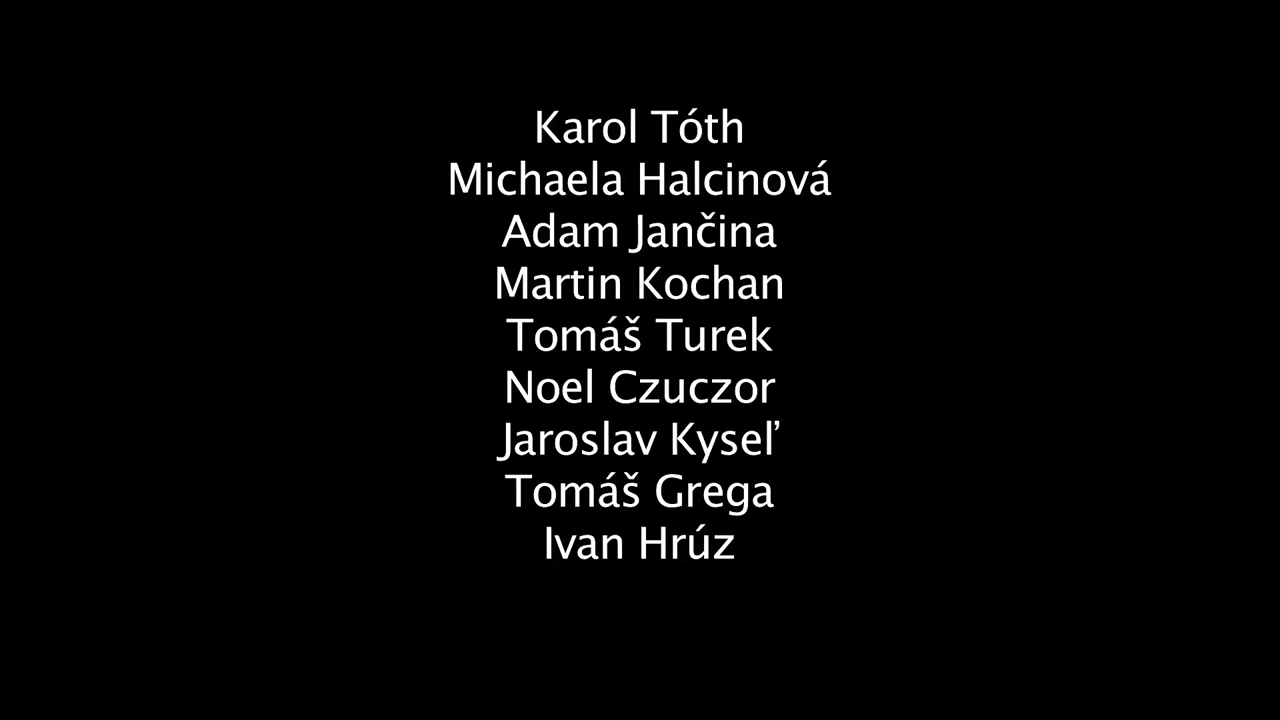 Karol Tóth
Michaela Halcinová
Adam Jančina
Martin Kochan
Tomáš Turek
Noel Czuczor
Jaroslav Kyseľ
Tomáš Grega
Ivan Hrúz